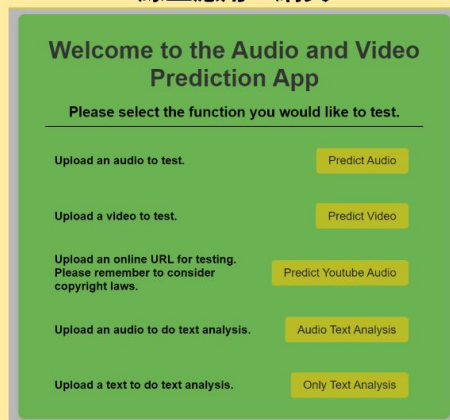 Welcome to the Audio and Video
Prediction App
Please select the function you would like to test.
Upload an audio to test.
Predict Audio
Upload a video to test.
Predict Video
Upload an online URL for testing.
Please remember to consider
copyright laws.
Predict Youtube Audio
Upload an audio to do text analysis.
Audio Text Analysis
Upload a text to do text analysis.
Only Text Analysis